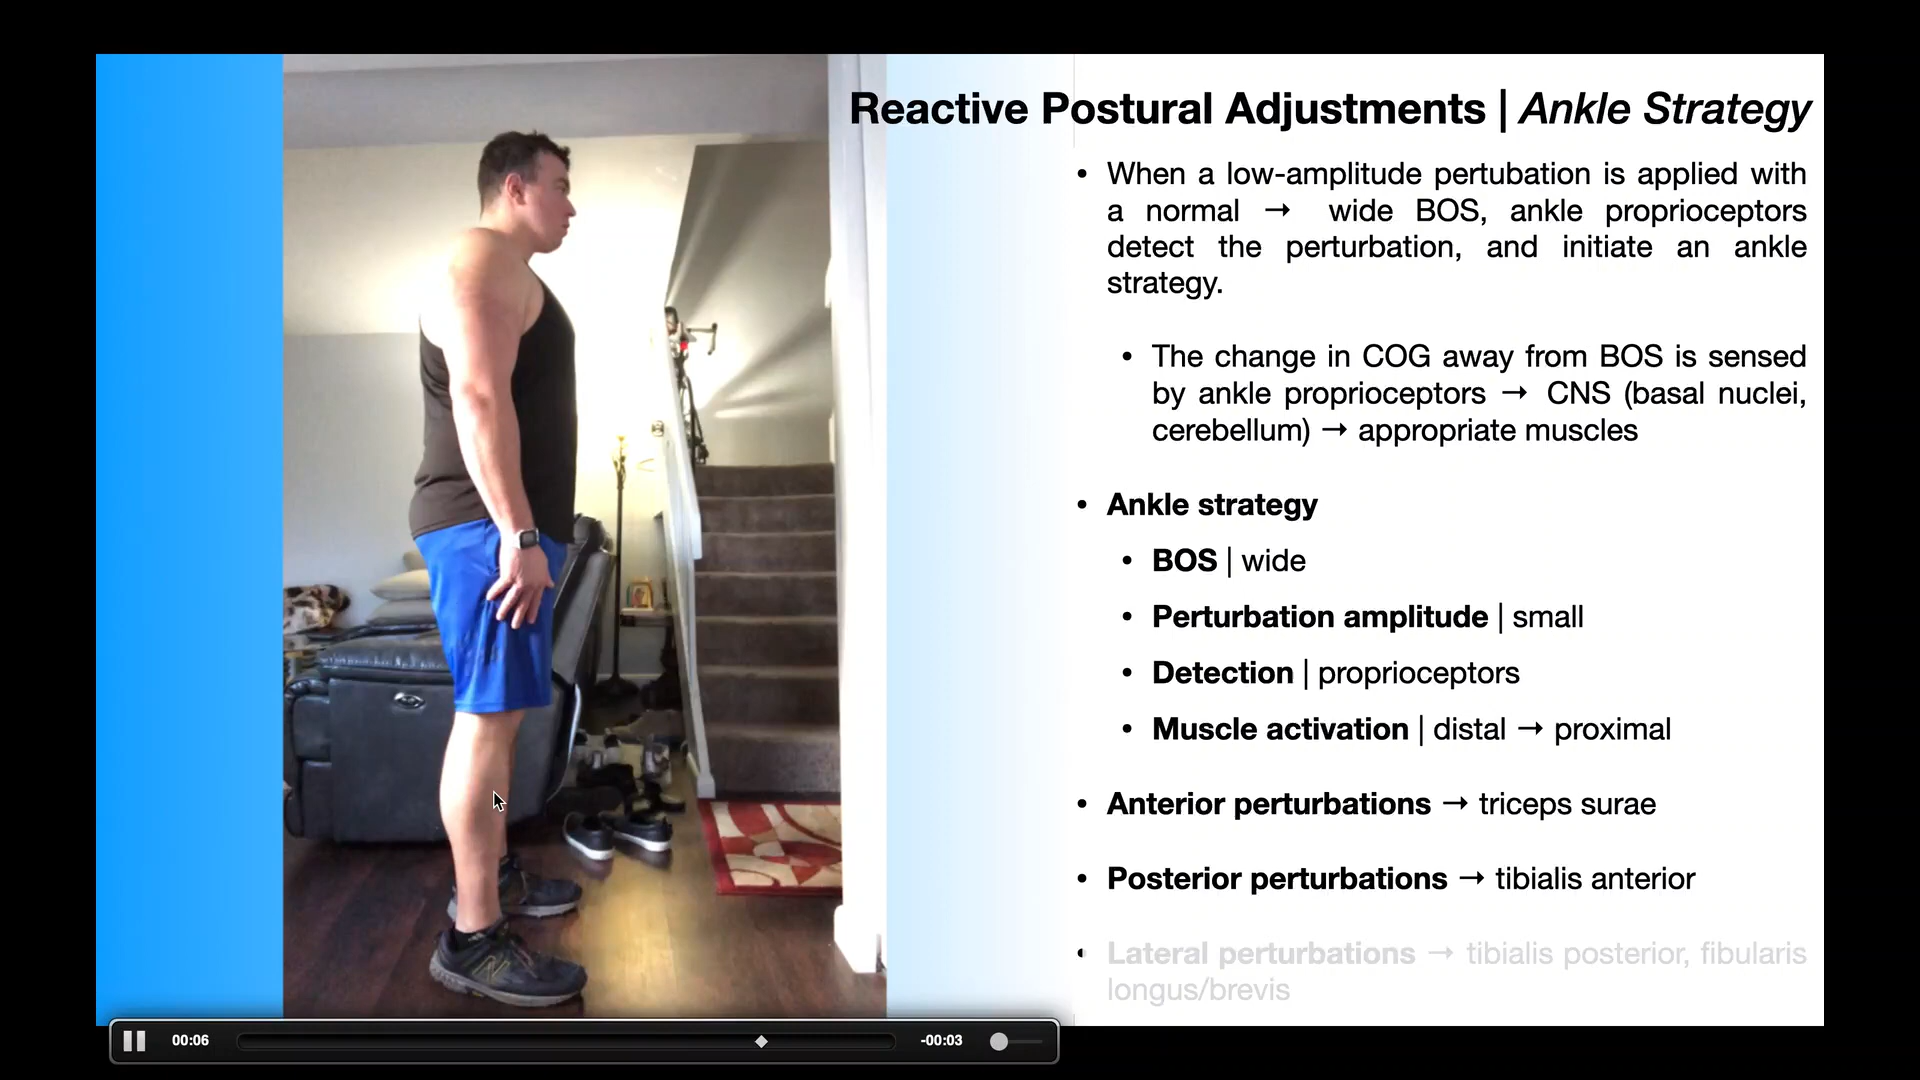 Reactive Postural Adjustments | Ankle Strategy
• When a low-amplitude pertubation is applied with
a normal → wide BOS, ankle proprioceptors
detect the perturbation, and initiate an ankle
strategy.
• The change in COG away from BOS is sensed
by ankle proprioceptors → CNS (basal nuclei,
cerebellum) → appropriate muscles
• Ankle strategy
• BOS | wide
• Perturbation amplitude | small
• Detection | proprioceptors
• Muscle activation | distal → proximal
• Anterior perturbations → triceps surae
• Posterior perturbations → tibialis anterior
• Lateral perturbations → tibialis posterior, fibularis
longus/brevis
00:06 -00:03